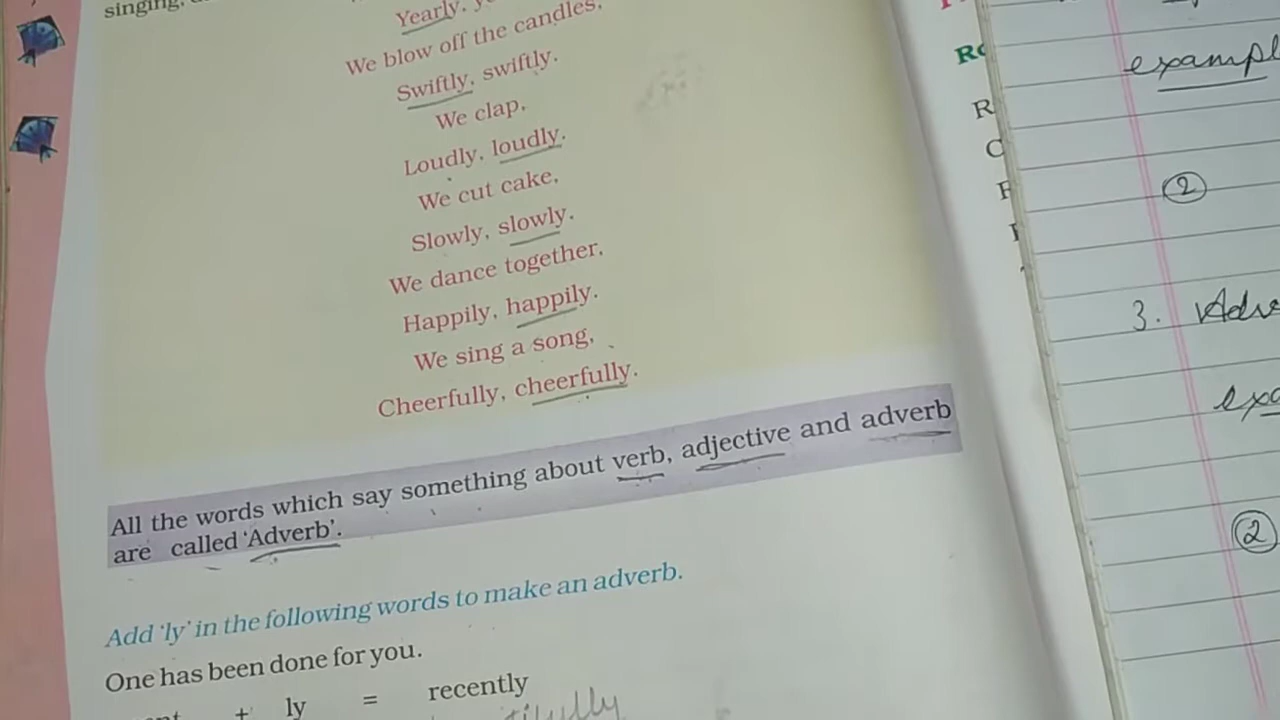 singing,
Yearly,
We blow off the candles,
Swiftly, swiftly.
We clap,
Loudly, loudly.
We cut cake,
Slowly, slowly.
We dance together,
Happily, happily.
We sing a song,
Cheerfully, cheerfully.
All the words which say something about verb, adjective and adverb
are called 'Adverb'.
Add 'ly' in the following words to make an adverb.
One has been done for you.
+ ly = recently
2
3.
2